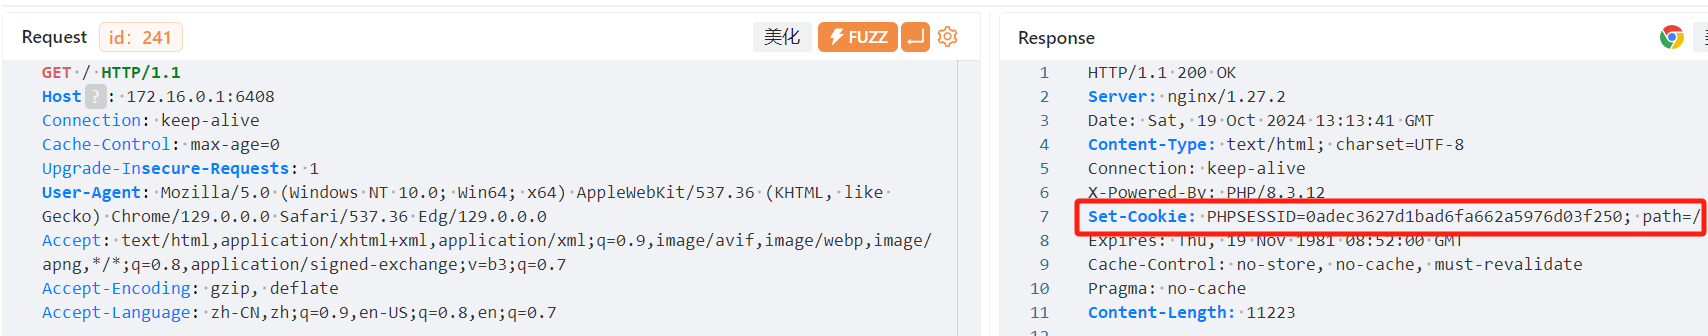 Request id: 241 美化 FUZZ
GET / HTTP/1.1
Host ? : 172.16.0.1:6408
Connection: keep-alive
Cache-Control: max-age=0
Upgrade-Insecure-Requests: 1
User-Agent: Mozilla/5.0 (Windows NT 10.0; Win64; x64) AppleWebKit/537.36 (KHTML, like
Gecko) Chrome/129.0.0.0 Safari/537.36 Edg/129.0.0.0
Accept: text/html,application/xhtml+xml,application/xml;q=0.9,image/avif,image/webp,image/
apng,*/*;q=0.8,application/signed-exchange;v=b3;q=0.7
Accept-Encoding: gzip, deflate
Accept-Language: zh-CN,zh;q=0.9,en-US;q=0.8,en;q=0.7
Response
1 HTTP/1.1 200 OK
2 Server: nginx/1.27.2
3 Date: Sat, 19 Oct 2024 13:13:41 GMT
4 Content-Type: text/html; charset=UTF-8
5 Connection: keep-alive
6 X-Powered-By: PHP/8.3.12
7 Set-Cookie: PHPSESSID=0adec3627d1bad6fa662a5976d03f250; path=/
8 Expires: Thu, 19 Nov 1981 08:52:00 GMT
9 Cache-Control: no-store, no-cache, must-revalidate
10 Pragma: no-cache
11 Content-Length: 11223